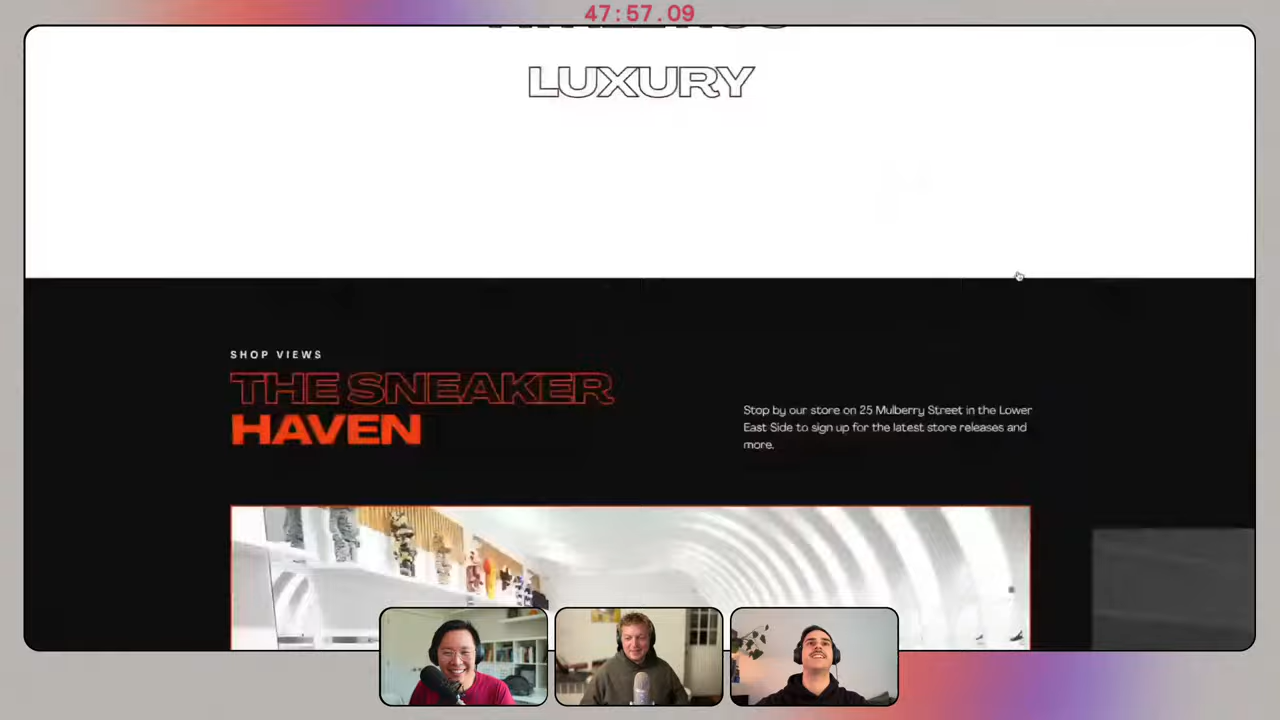 47:57.09
LUXURY
SHOP VIEWS
THE SNEAKER
HAVEN
Stop by our store on 25 Mulberry Street in the Lower
East Side to sign up for the latest store releases and
more.